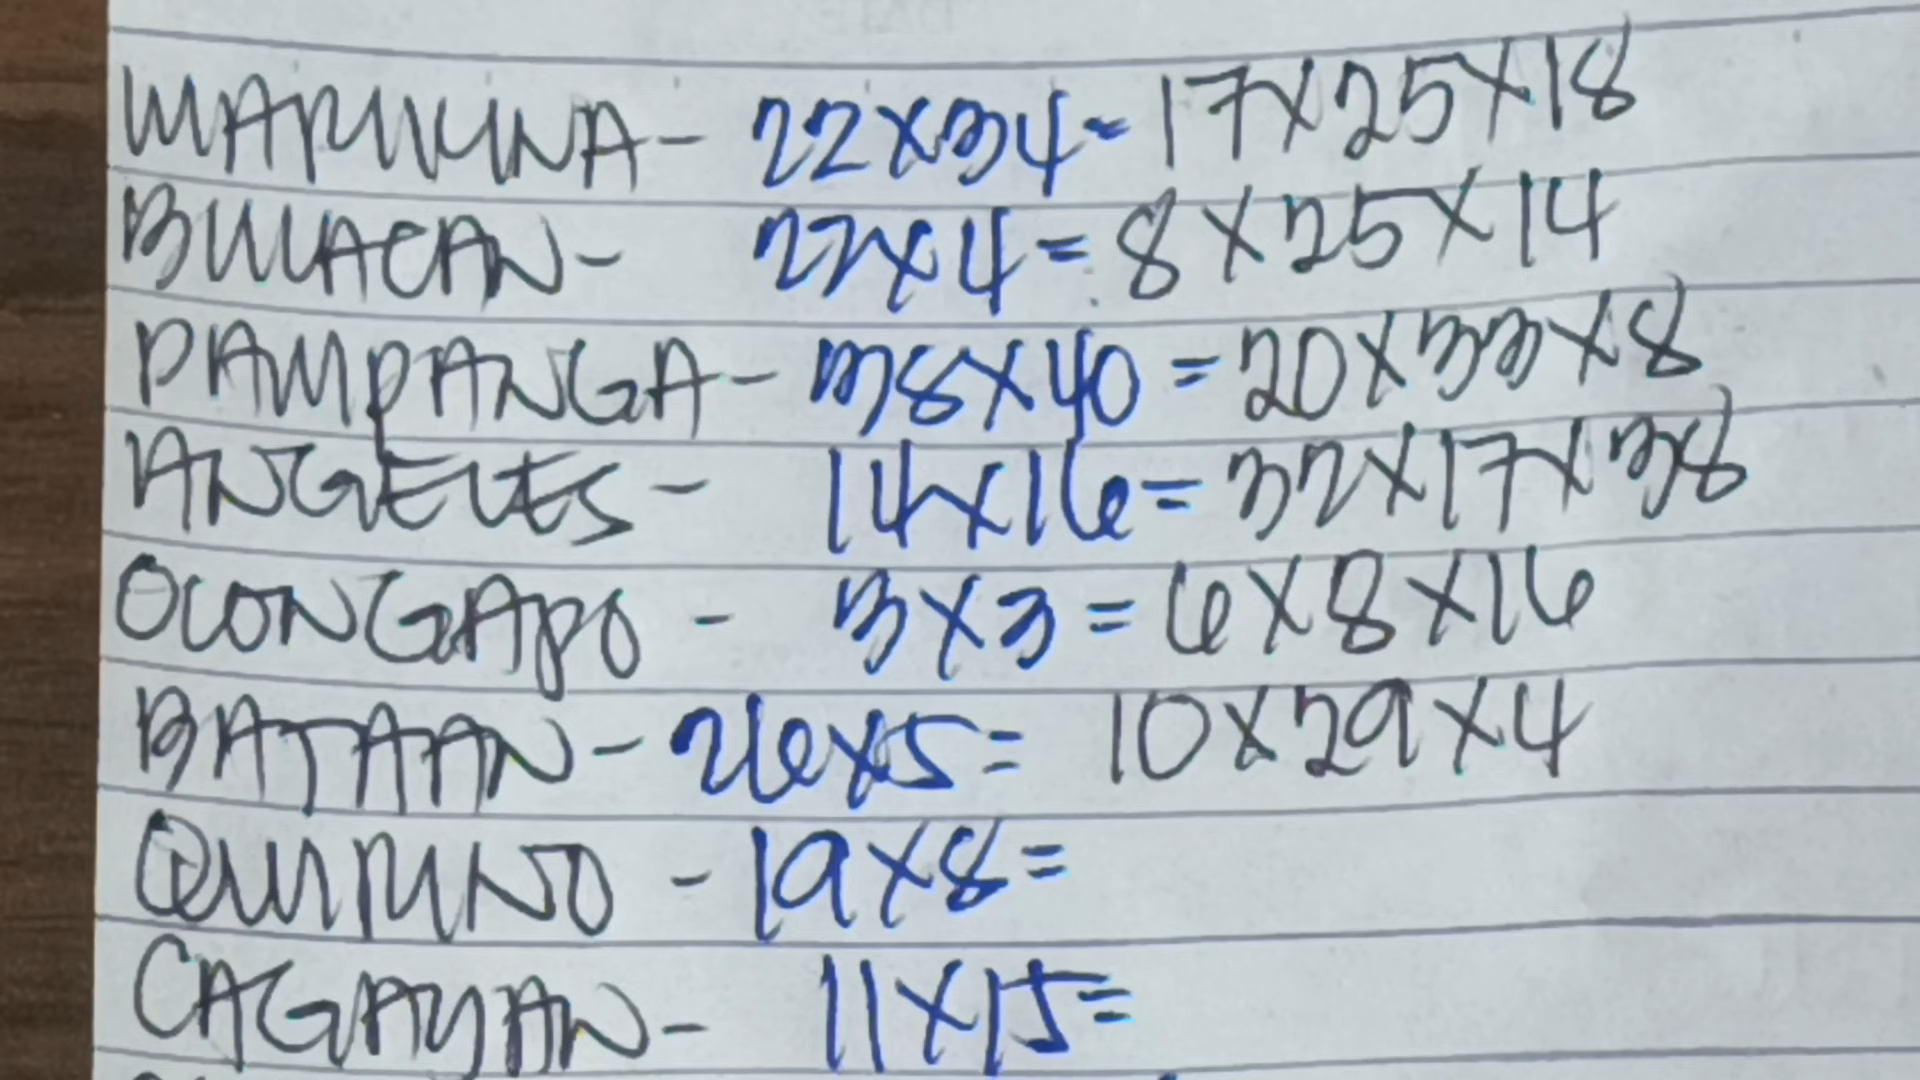 MARIKINA - 22x34 - 17x25x18
BULACAN - 22x4 = 8x25x14
PAMPANGA - 38x40 = 20x33x8
ANGELES - 14x16 = 32x17x38
OLONGAPO - 3x3 = 6x8x16
BATAAN - 26x5 = 10x29x4
QUIRINO - 19x8 =
CAGAYAN - 11x15 =